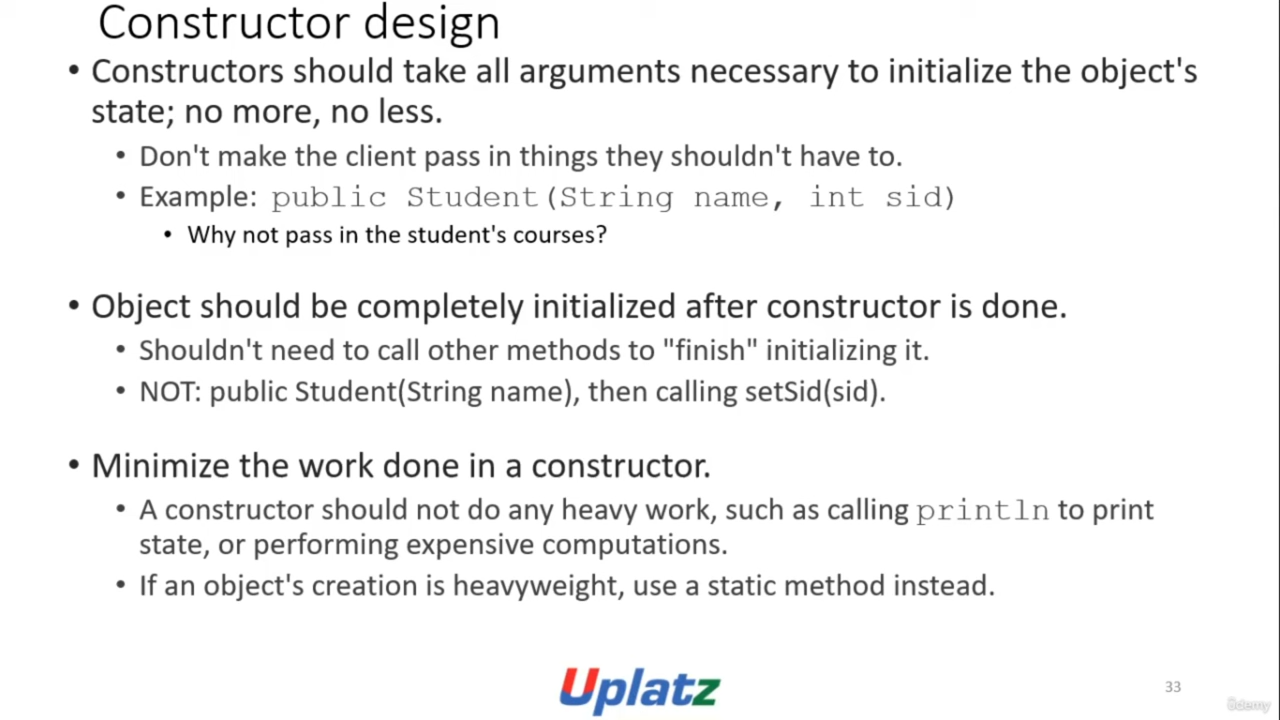 Constructor design
• Constructors should take all arguments necessary to initialize the object's
state; no more, no less.
• Don't make the client pass in things they shouldn't have to.
• Example: public Student(String name, int sid)
• Why not pass in the student's courses?
• Object should be completely initialized after constructor is done.
• Shouldn't need to call other methods to "finish" initializing it.
• NOT: public Student(String name), then calling setSid(sid).
• Minimize the work done in a constructor.
• A constructor should not do any heavy work, such as calling println to print
state, or performing expensive computations.
• If an object's creation is heavyweight, use a static method instead.
Uplatz
33
ûdemy